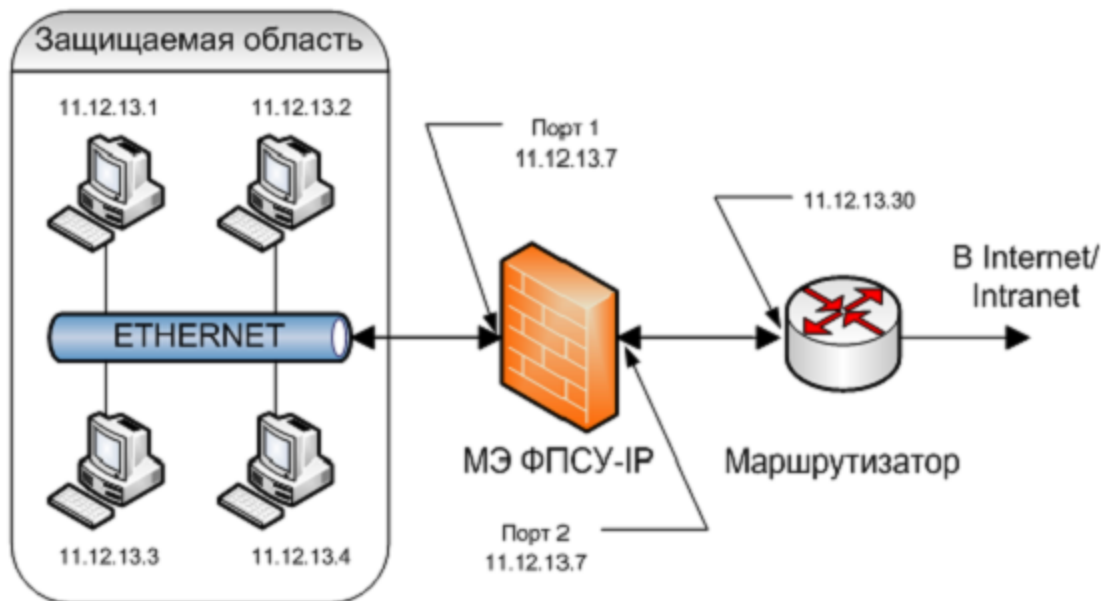 Защищаемая область
11.12.13.1
11.12.13.2
Порт 1
11.12.13.7
11.12.13.30
В Internet/
Intranet
ETHERNET
МЭ ФПСУ-IP
Маршрутизатор
11.12.13.3
11.12.13.4
Порт 2
11.12.13.7